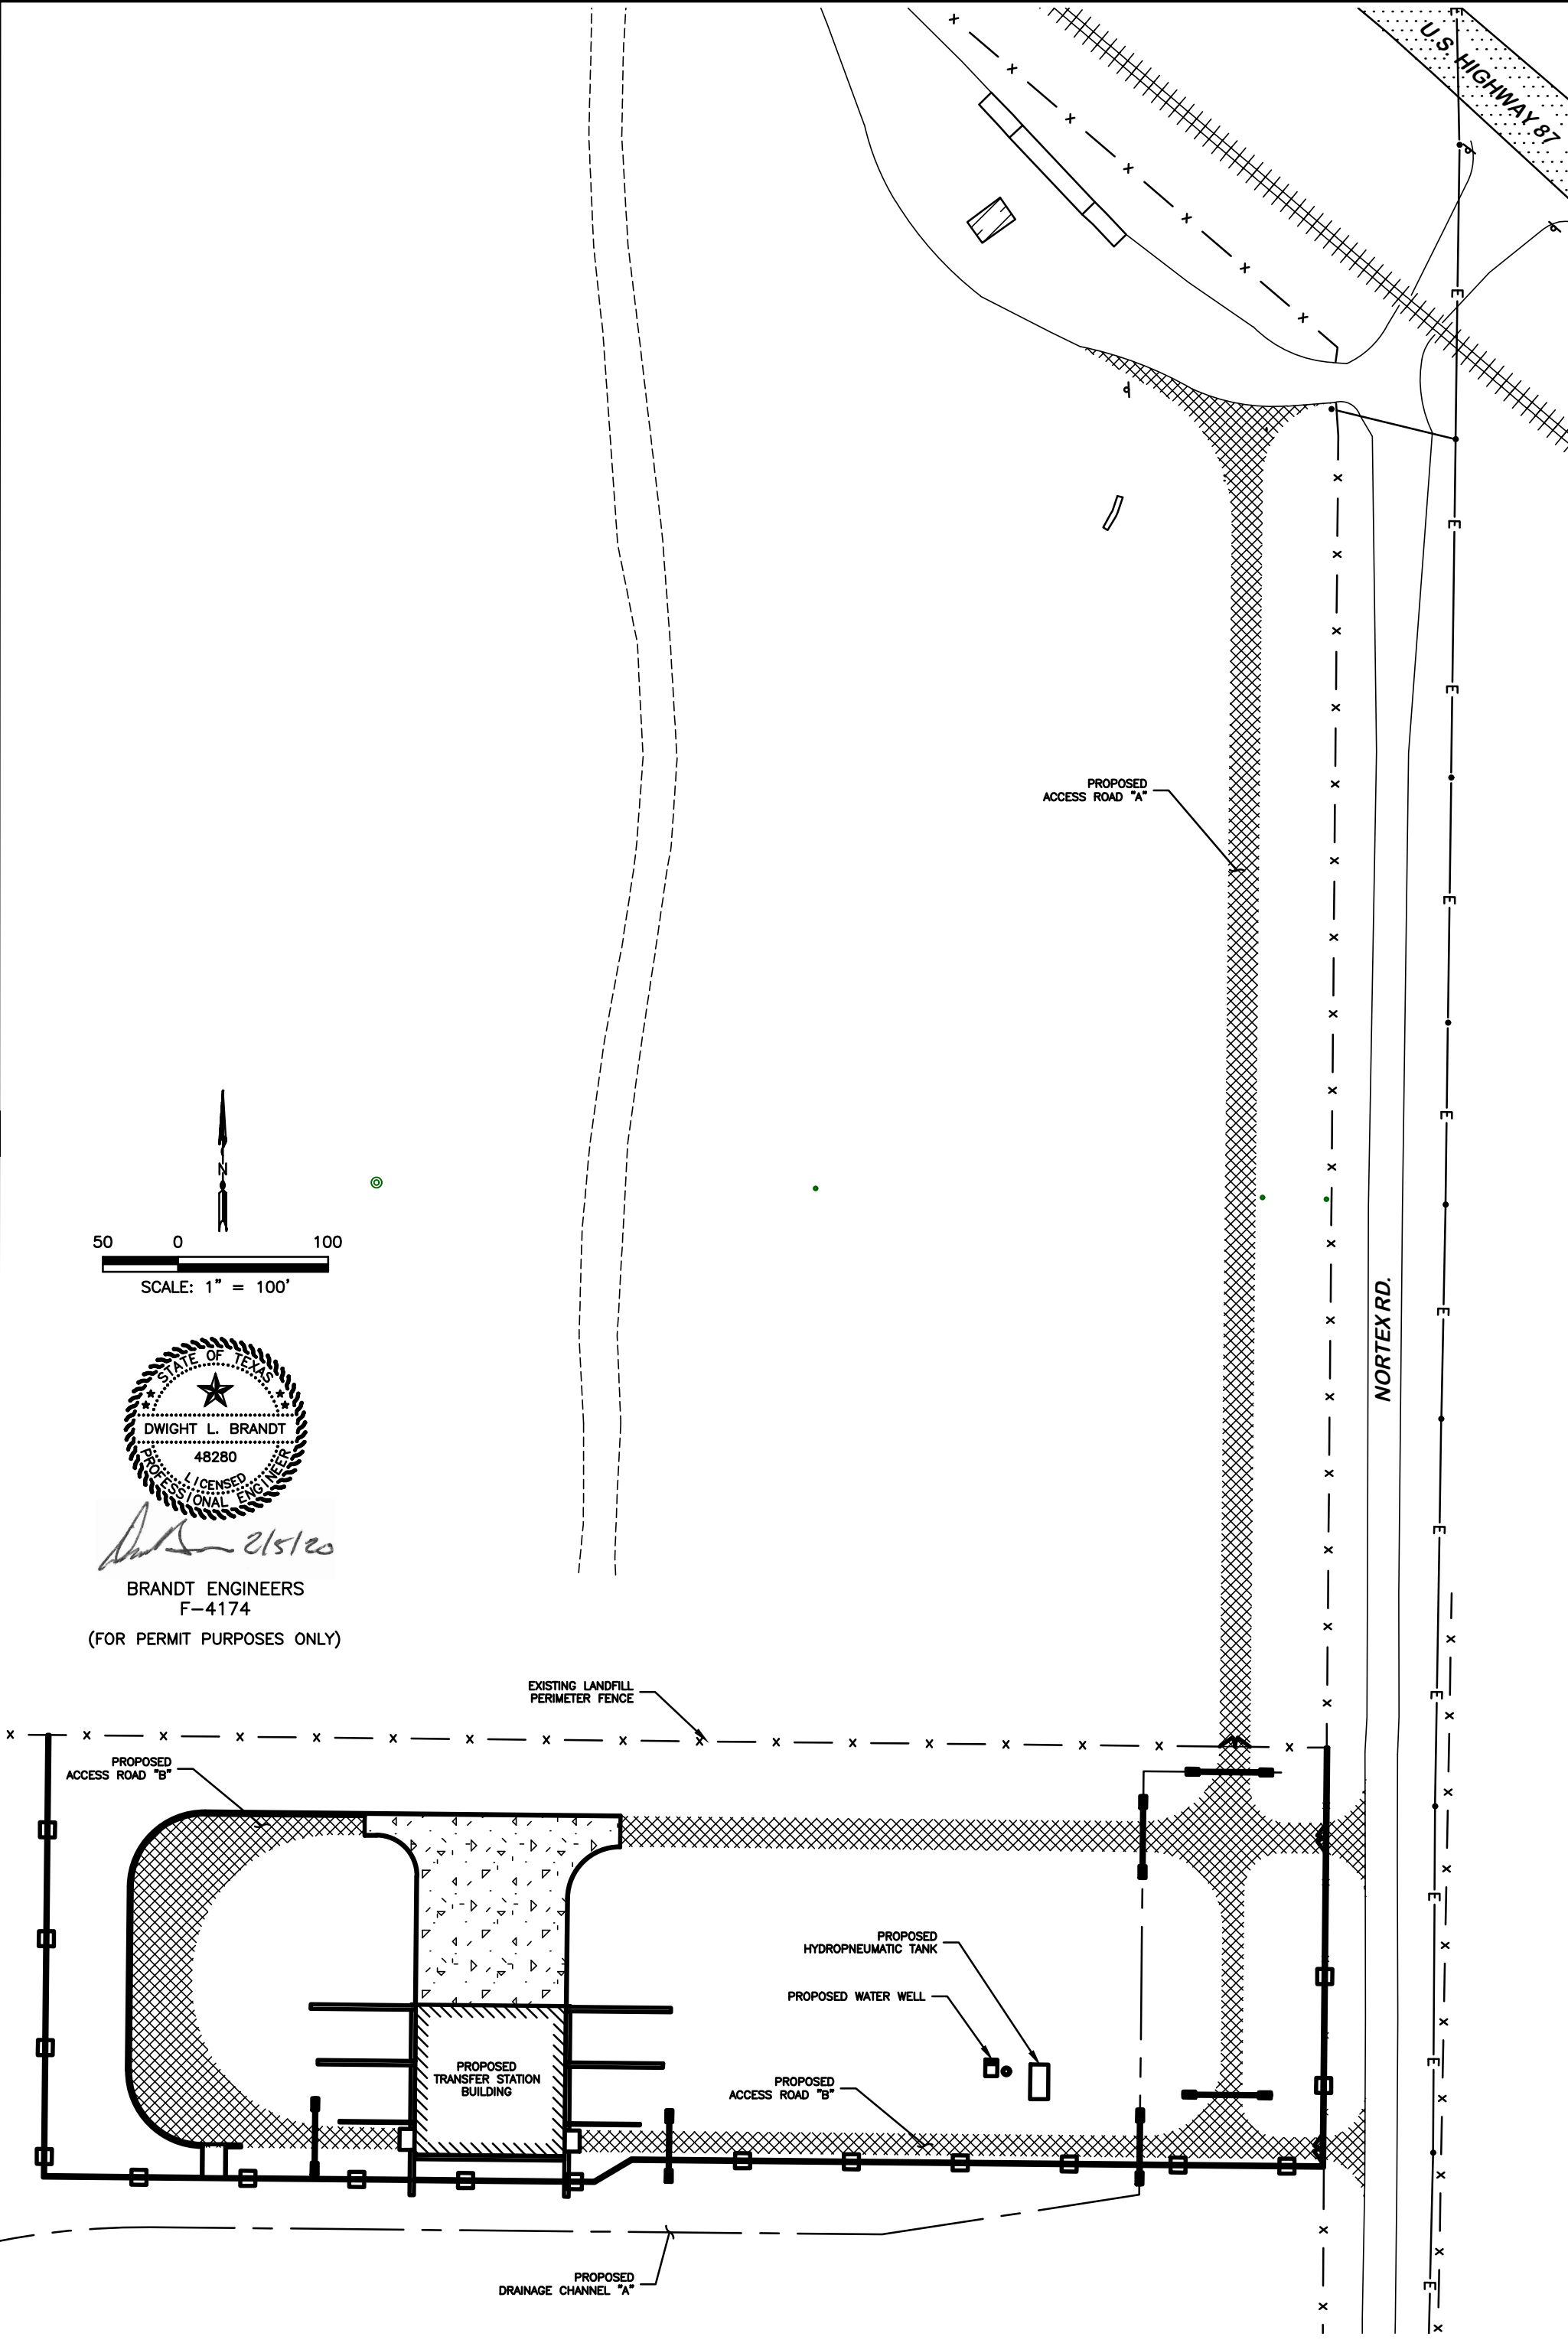 U.S. HIGHWAY 87
PROPOSED
ACCESS ROAD "A"
N
50 0 100
SCALE: 1" = 100'
STATE OF TEXAS
DWIGHT L. BRANDT
48280
LICENSED
PROFESSIONAL ENGINEER
2/5/20
BRANDT ENGINEERS
F-4174
(FOR PERMIT PURPOSES ONLY)
NORTEX RD.
EXISTING LANDFILL
PERIMETER FENCE
PROPOSED
ACCESS ROAD "B"
PROPOSED
HYDROPNEUMATIC TANK
PROPOSED WATER WELL
PROPOSED
TRANSFER STATION
BUILDING
PROPOSED
ACCESS ROAD "B"
PROPOSED
DRAINAGE CHANNEL "A"